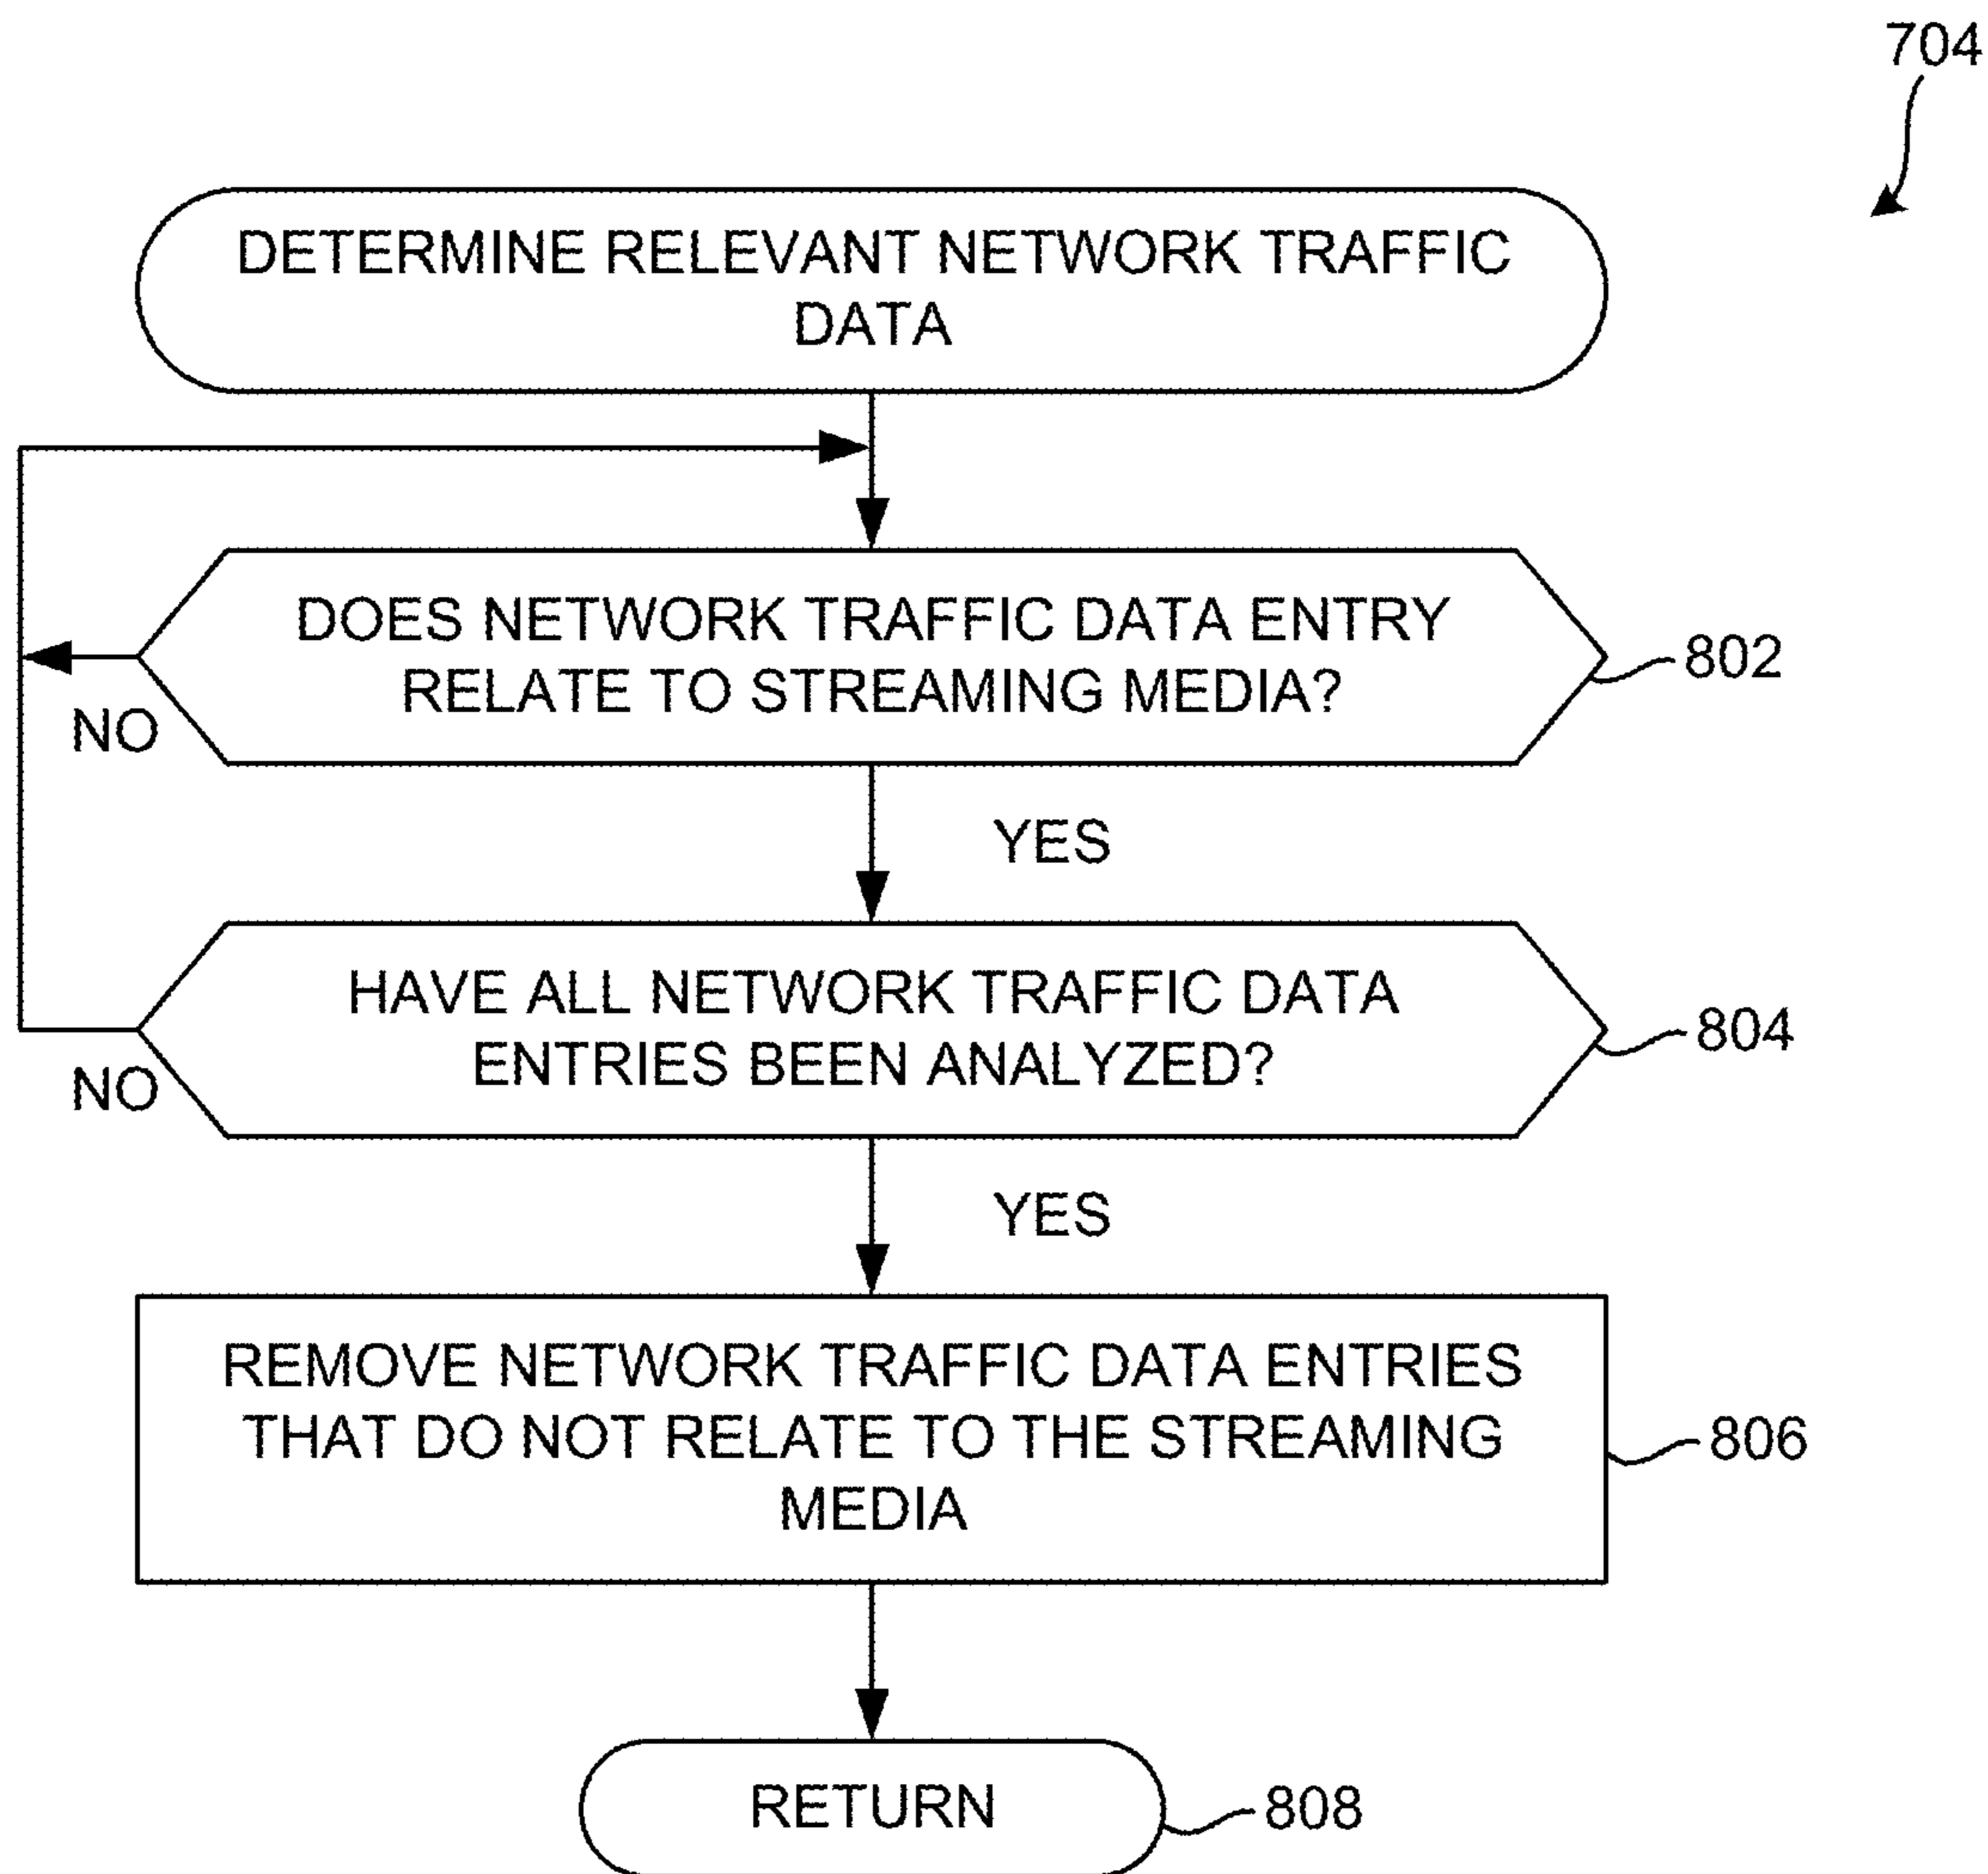 704
DETERMINE RELEVANT NETWORK TRAFFIC
DATA
DOES NETWORK TRAFFIC DATA ENTRY
RELATE TO STREAMING MEDIA?
802
NO
YES
HAVE ALL NETWORK TRAFFIC DATA
ENTRIES BEEN ANALYZED?
804
NO
YES
REMOVE NETWORK TRAFFIC DATA ENTRIES
THAT DO NOT RELATE TO THE STREAMING
MEDIA
806
RETURN
808